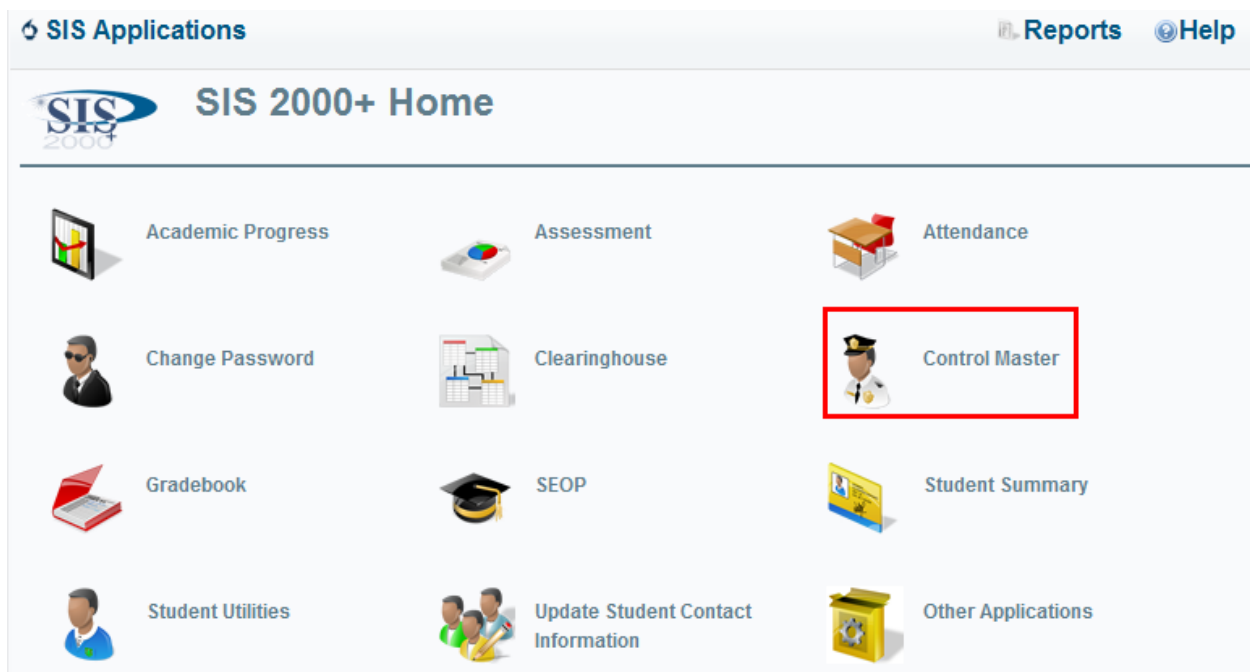 SIS Applications
Reports
Help
SIS
2000+
SIS 2000+ Home
Academic Progress
Assessment
Attendance
Change Password
Clearinghouse
Control Master
Gradebook
SEOP
Student Summary
Student Utilities
Update Student Contact
Information
Other Applications